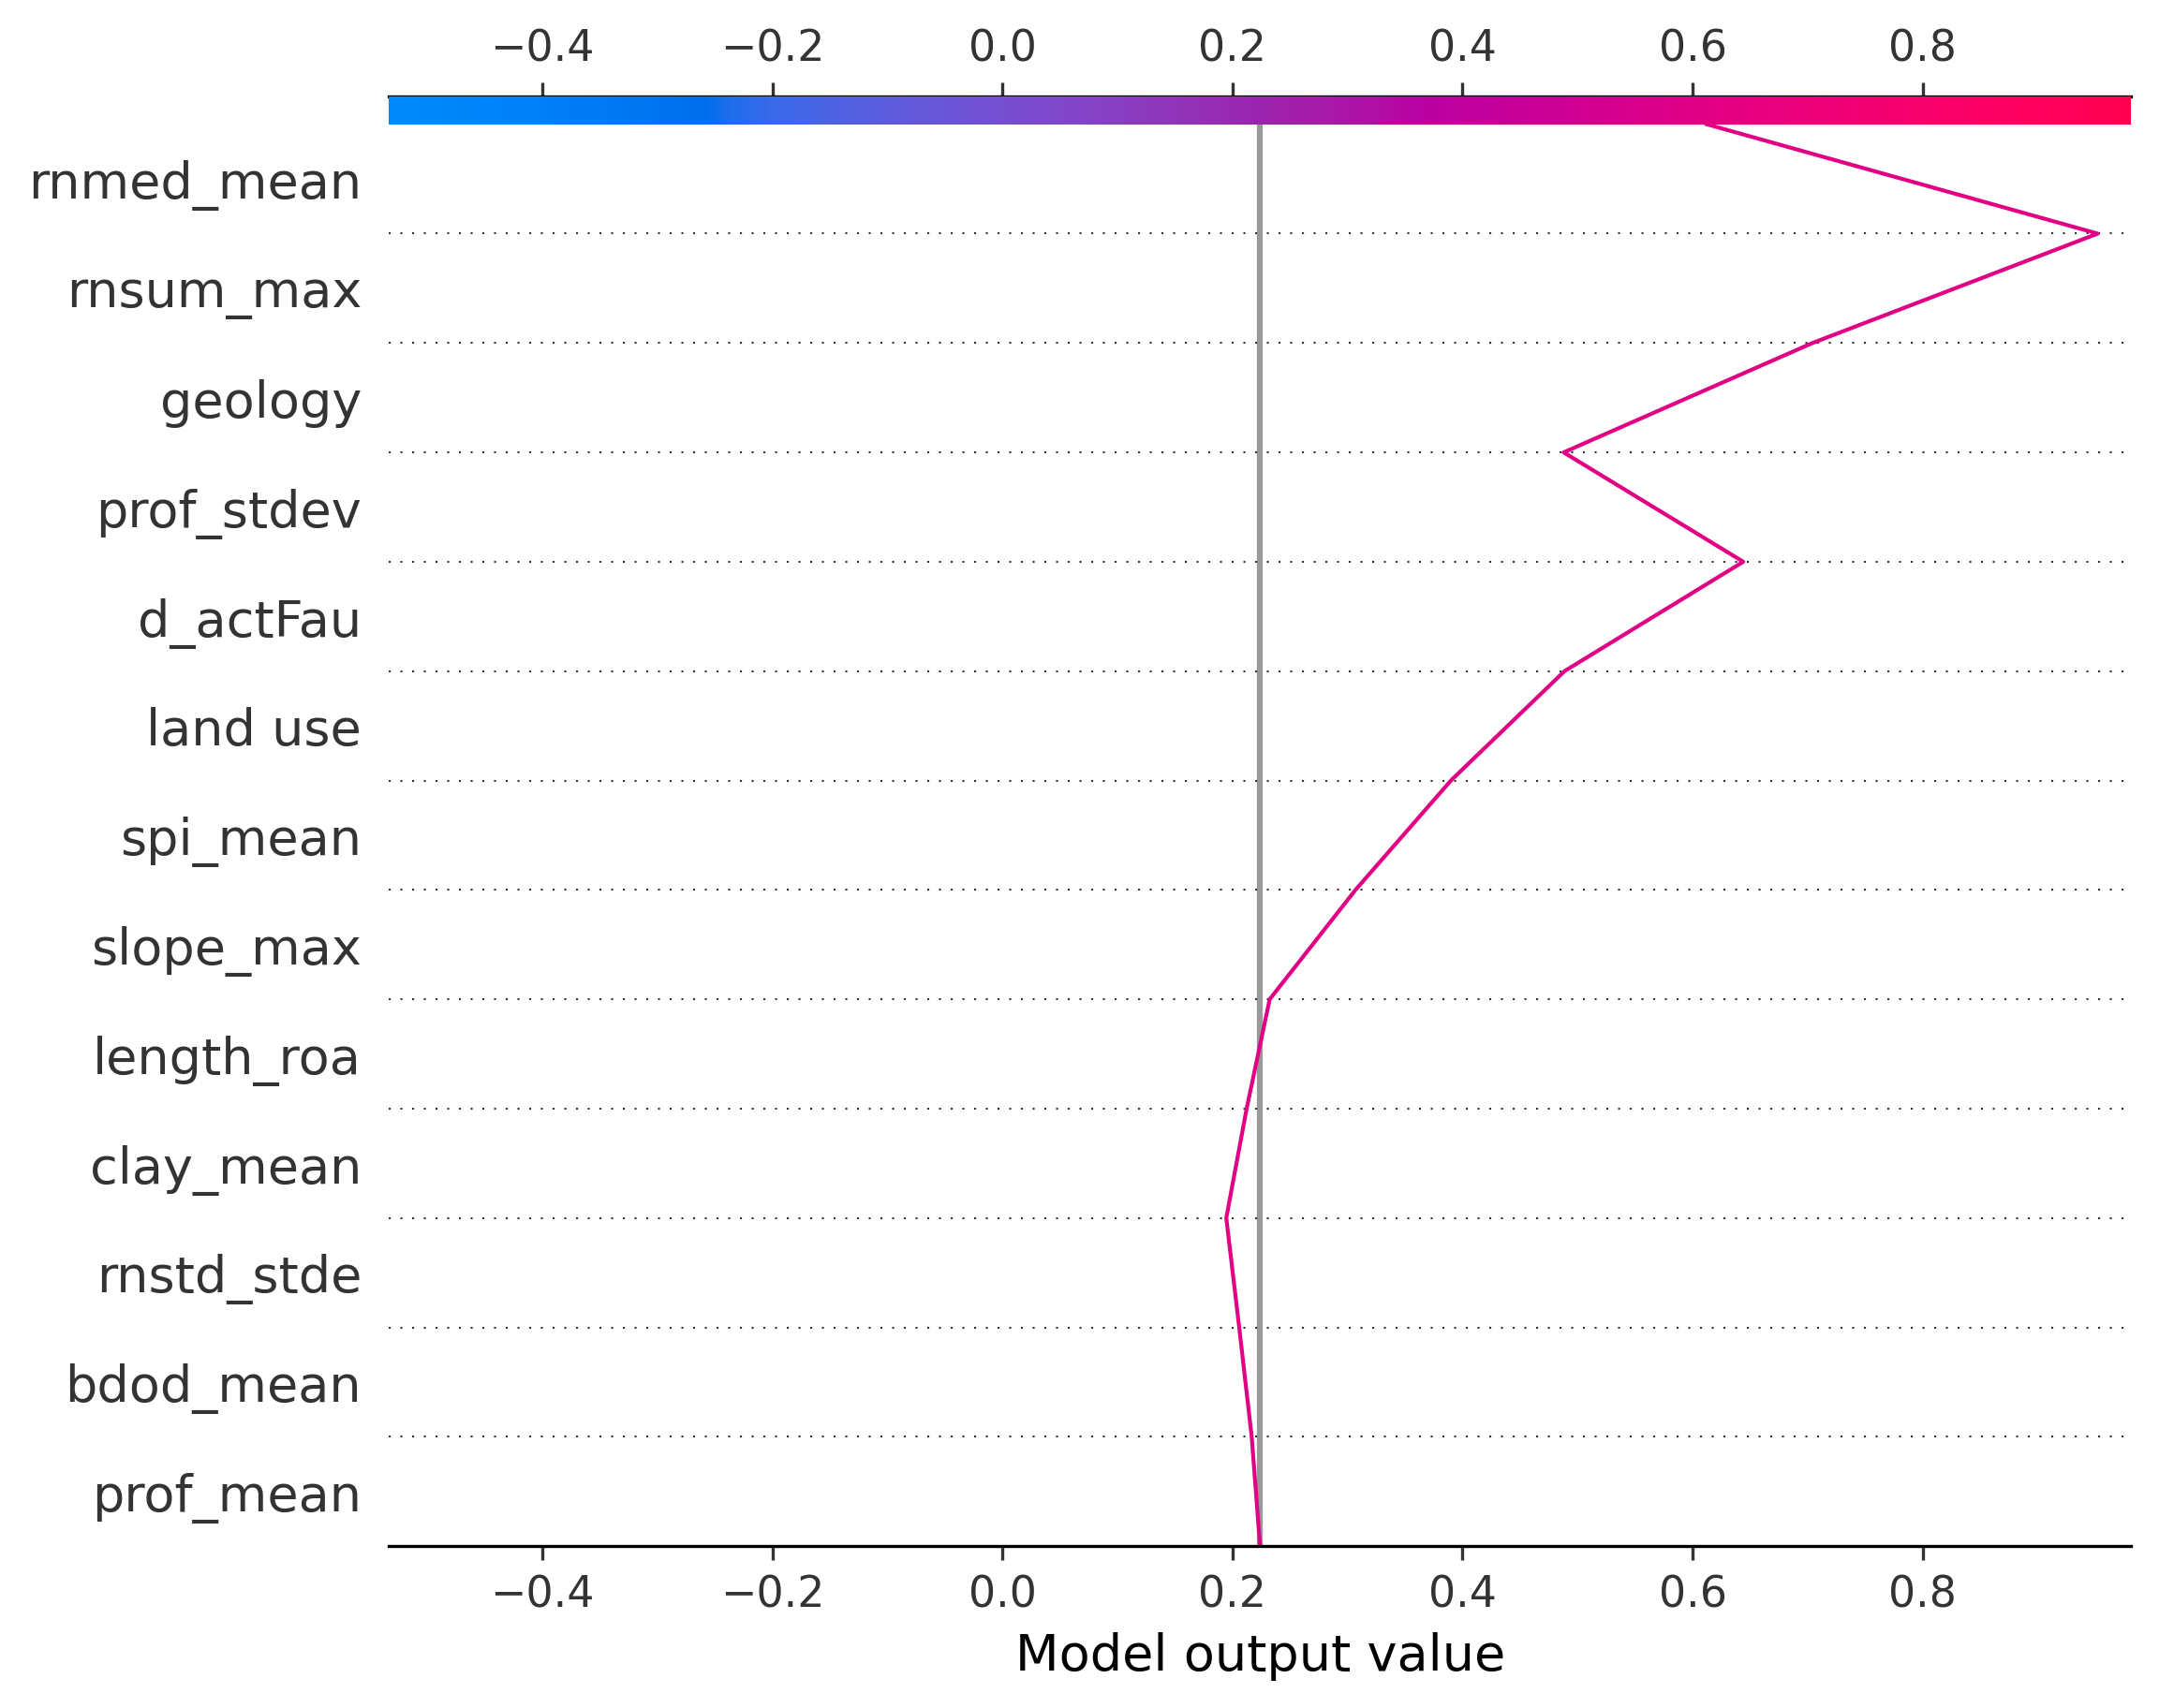 −0.4 −0.2 0.0 0.2 0.4 0.6 0.8
rnmed_mean
rnsum_max
geology
prof_stdev
d_actFau
land use
spi_mean
slope_max
length_roa
clay_mean
rnstd_stde
bdod_mean
prof_mean
−0.4 −0.2 0.0 0.2 0.4 0.6 0.8
Model output value